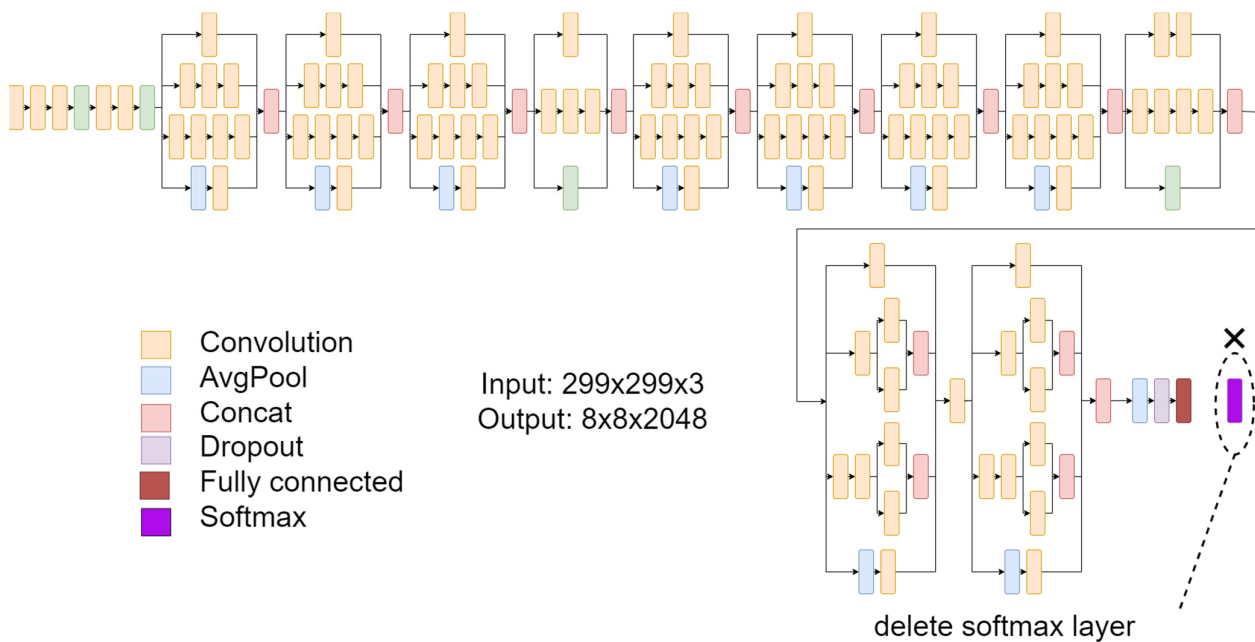 Convolution
AvgPool
Concat
Dropout
Fully connected
Softmax
Input: 299x299x3
Output: 8x8x2048
delete softmax layer